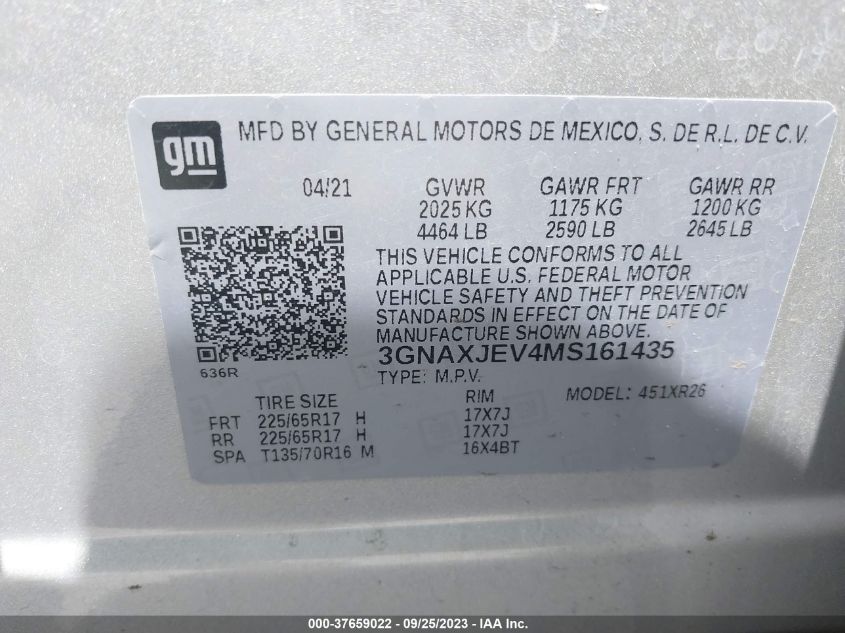 gm
MFD BY GENERAL MOTORS DE MEXICO, S. DE R.L. DE C.V.
04/21 GVWR GAWR FRT GAWR RR
2025 KG 1175 KG 1200 KG
4464 LB 2590 LB 2645 LB
THIS VEHICLE CONFORMS TO ALL
APPLICABLE U.S. FEDERAL MOTOR
VEHICLE SAFETY AND THEFT PREVENTION
STANDARDS IN EFFECT ON THE DATE OF
MANUFACTURE SHOWN ABOVE.
3GNAXJEV4MS161435
636R
TYPE: M.P.V.
MODEL: 451XR26
TIRE SIZE RIM
FRT 225/65R17 H 17X7J
RR 225/65R17 H 17X7J
SPA T135/70R16 M 16X4BT
000-37659022 - 09/25/2023 - IAAI Inc.